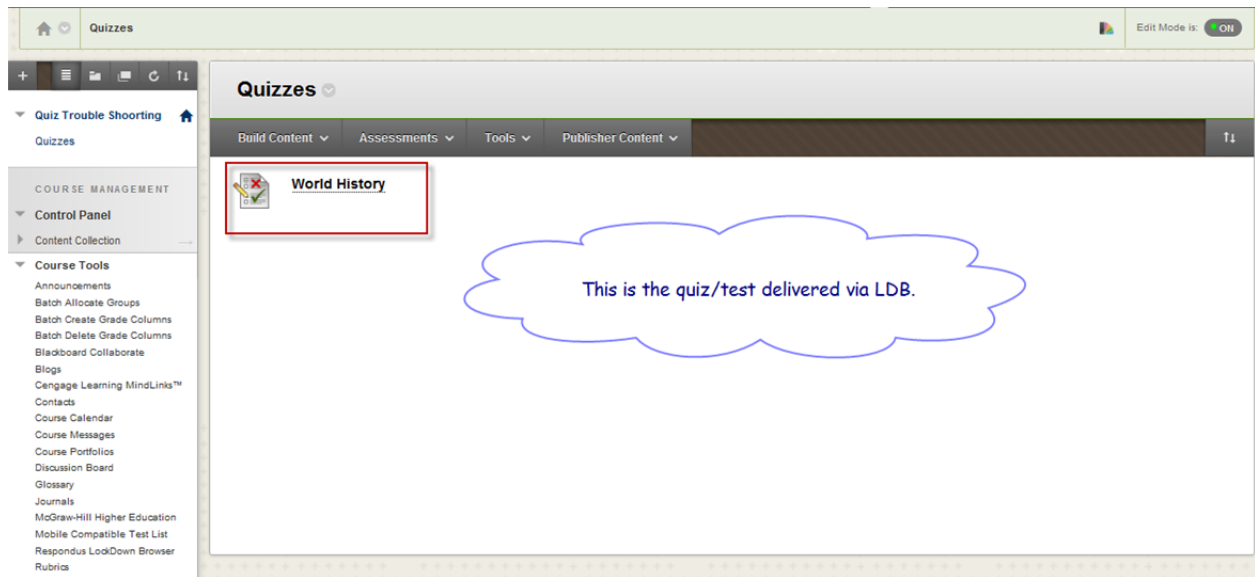 Quizzes
Edit Mode is: ON
Quiz Trouble Shoorting
Quizzes
COURSE MANAGEMENT
Control Panel
Content Collection
Course Tools
Announcements
Batch Allocate Groups
Batch Create Grade Columns
Batch Delete Grade Columns
Blackboard Collaborate
Blogs
Cengage Learning MindLinks™
Contacts
Course Calendar
Course Messages
Course Portfolios
Discussion Board
Glossary
Journals
McGraw-Hill Higher Education
Mobile Compatible Test List
Respondus LockDown Browser
Rubrics
Quizzes
Build Content Assessments Tools Publisher Content
World History
This is the quiz/test delivered via LDB.